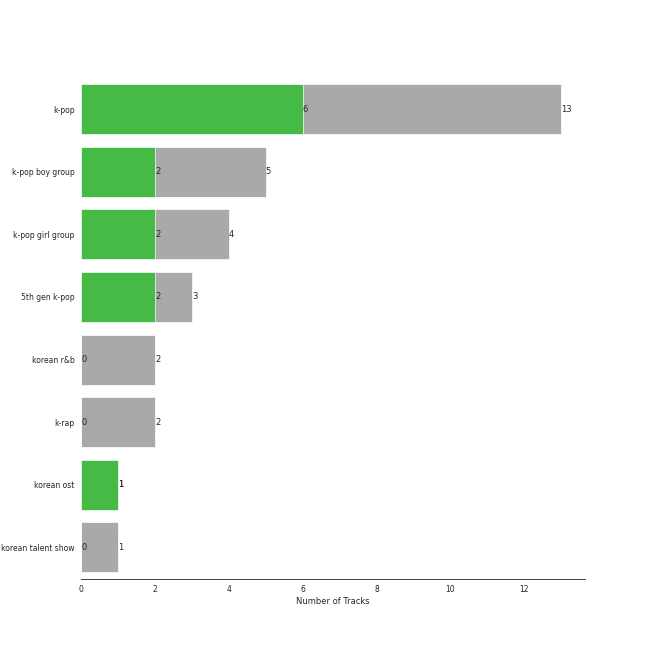 k-pop 6 13
k-pop boy group 2 5
k-pop girl group 2 4
5th gen k-pop 2 3
korean r&b 0 2
k-rap 0 2
korean ost 1
korean talent show 0 1
0 2 4 6 8 10 12
Number of Tracks